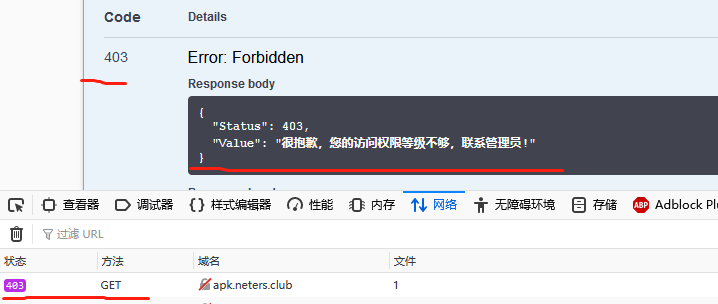 Code Details
403 Error: Forbidden
Response body
{
"Status": 403,
"Value": "很抱歉，您的访问权限等级不够，联系管理员!"
}
查看器 调试器 {} 样式编辑器 性能 内存 网络 无障碍环境 存储 ABP Adblock Plu
过滤 URL
状态 方法 域名 文件
403 GET apk.neters.club 1